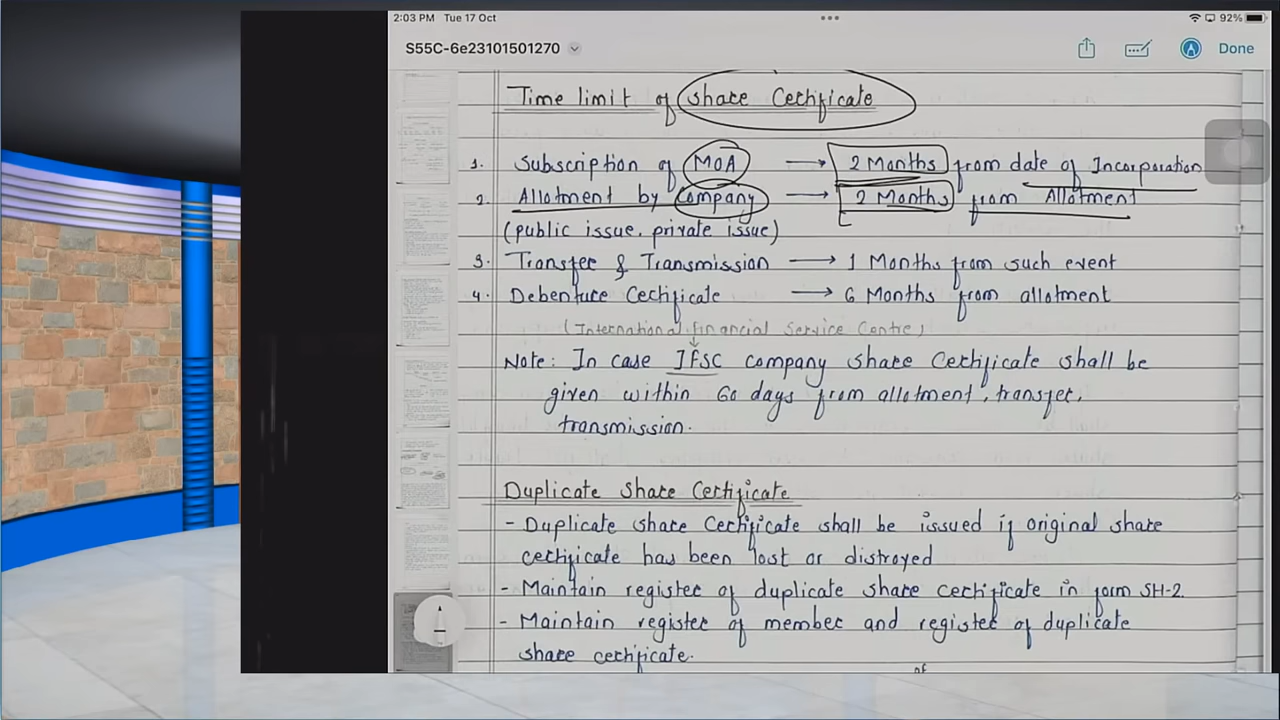 2:03 PM Tue 17 Oct
92%
S55C-6e23101501270
Done
Time limit of share Certificate
1. Subscription of MOA → 2 Months from date of Incorporation
2. Allotment by Company → 2 Months from Allotment
(public issue. private issue)
3. Transfer & Transmission → 1 Months from such event
4. Debenture Certificate → 6 Months from allotment
(International financial Service Centre)
Note: In case IFSC company share Certificate shall be
given within 60 days from allotment, transfer,
transmisssion.
Duplicate Share Certificate
- Duplicate share Certificate shall be issued if original share
certificate has been lost or distroyed
- Maintain register of duplicate share certificate in form SH-2.
- Maintain register of member and register of duplicate
share certificate.
of